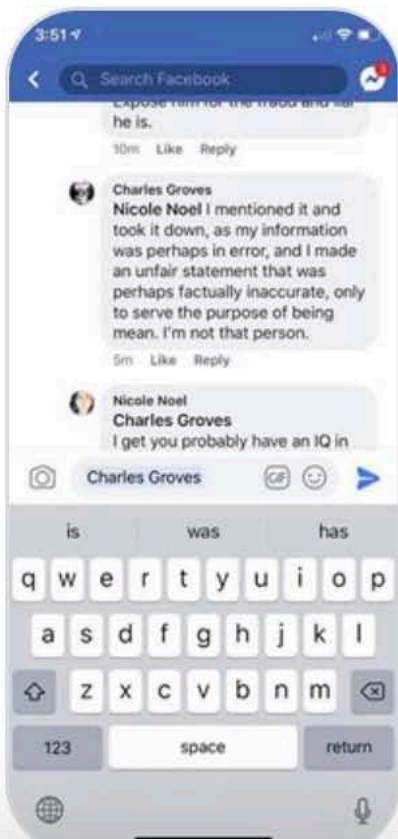 3:51
Search Facebook
Expose him for the fraud and liar
he is.
10m Like Reply
Charles Groves
Nicole Noel I mentioned it and
took it down, as my information
was perhaps in error, and I made
an unfair statement that was
perhaps factually inaccurate, only
to serve the purpose of being
mean. I'm not that person.
5m Like Reply
Nicole Noel
Charles Groves
I get you probably have an IQ in
Charles Groves GIF
is was has
q w e r t y u i o p
a s d f g h j k l
z x c v b n m
123 space return